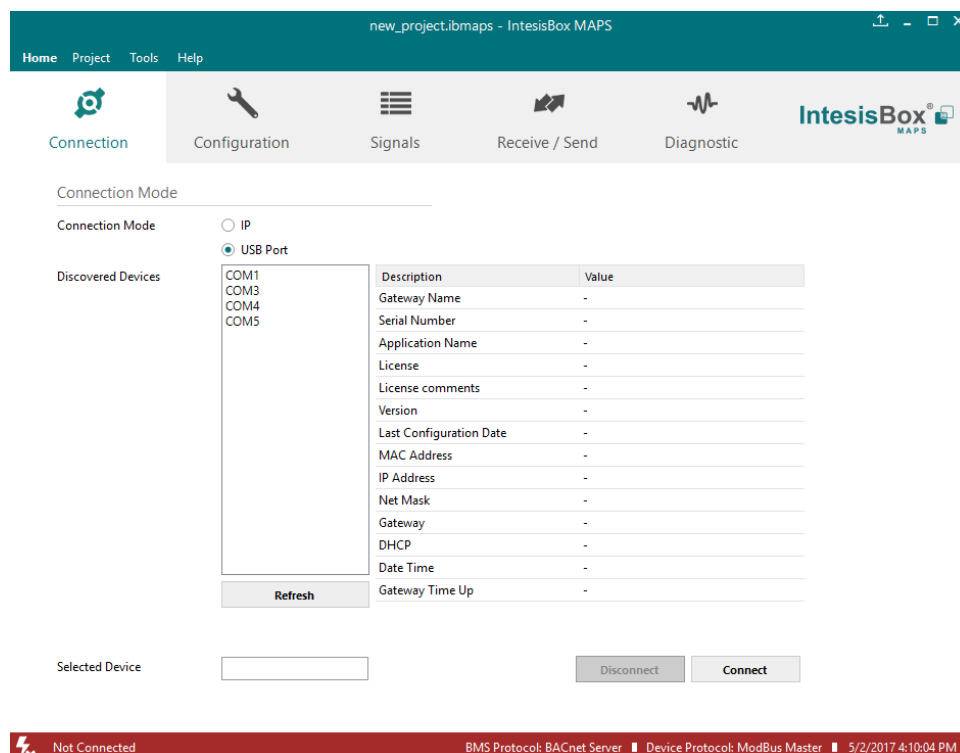 new_project.ibmaps - IntesisBox MAPS
Home Project Tools Help
Connection Configuration Signals Receive / Send Diagnostic
IntesisBox®
MAPS
Connection Mode
Connection Mode IP
USB Port
Discovered Devices
COM1
COM3
COM4
COM5
Description Value
Gateway Name -
Serial Number -
Application Name -
License -
License comments -
Version -
Last Configuration Date -
MAC Address -
IP Address -
Net Mask -
Gateway -
DHCP -
Date Time -
Gateway Time Up -
Refresh
Selected Device
Disconnect Connect
Not Connected BMS Protocol: BACnet Server Device Protocol: ModBus Master 5/2/2017 4:10:04 PM